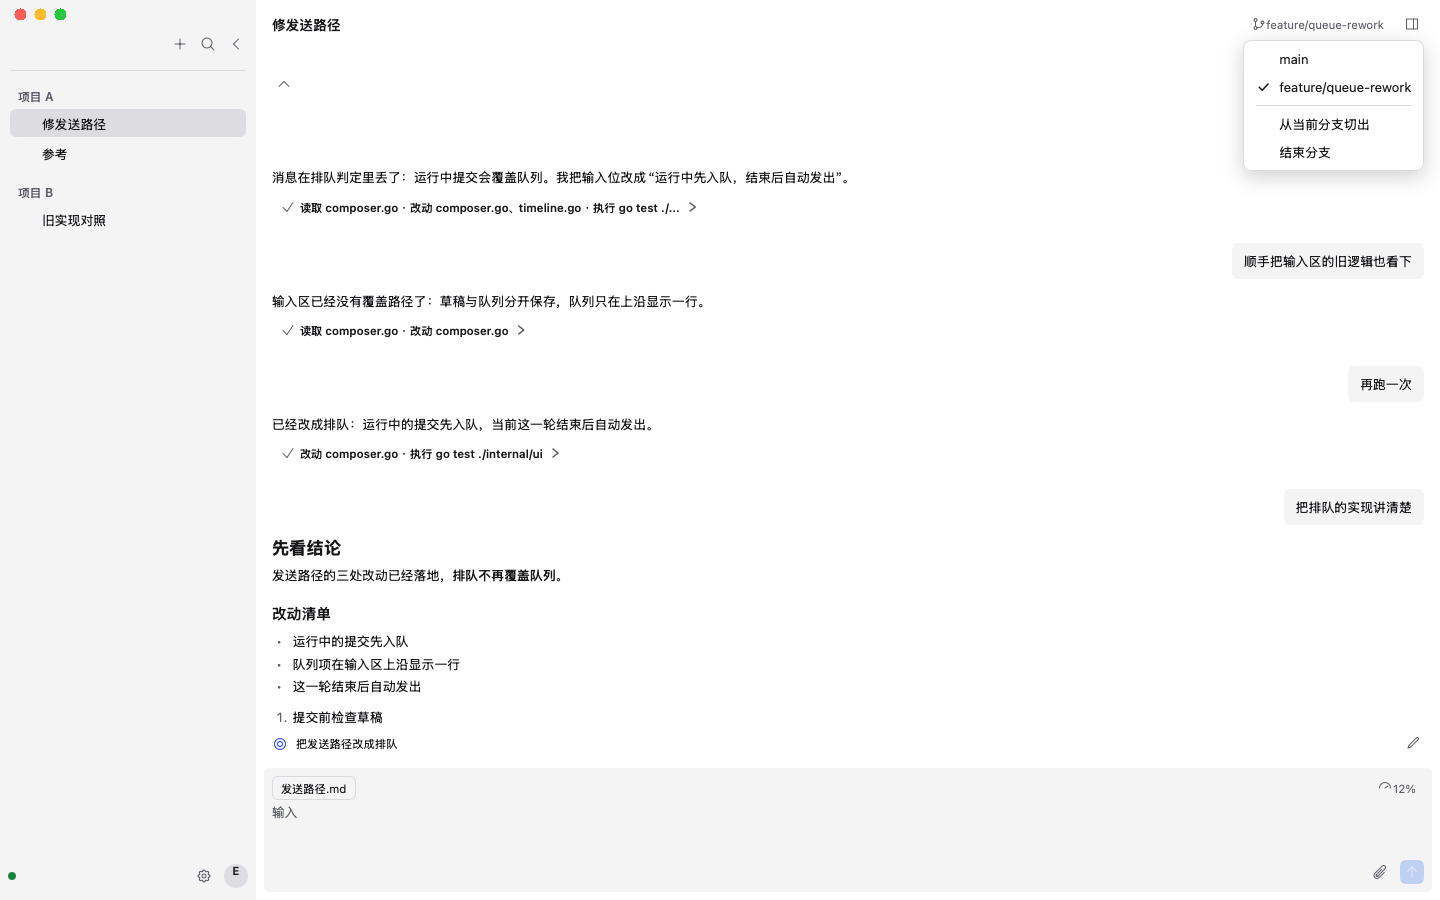 修发送路径
feature/queue-rework
main
feature/queue-rework
从当前分支切出
结束分支
项目 A
修发送路径
参考
项目 B
旧实现对照
消息在排队判定里丢了：运行中提交会覆盖队列。我把输入位改成“运行中先入队，结束后自动发出”。
读取 composer.go · 改动 composer.go、timeline.go · 执行 go test ./...
顺手把输入区的旧逻辑也看下
输入区已经没有覆盖路径了：草稿与队列分开保存，队列只在上沿显示一行。
读取 composer.go · 改动 composer.go
再跑一次
已经改成排队：运行中的提交先入队，当前这一轮结束后自动发出。
改动 composer.go · 执行 go test ./internal/ui
把排队的实现讲清楚
先看结论
发送路径的三处改动已经落地，排队不再覆盖队列。
改动清单
• 运行中的提交先入队
• 队列项在输入区上沿显示一行
• 这一轮结束后自动发出
1. 提交前检查草稿
把发送路径改成排队
发送路径.md
12%
输入
E